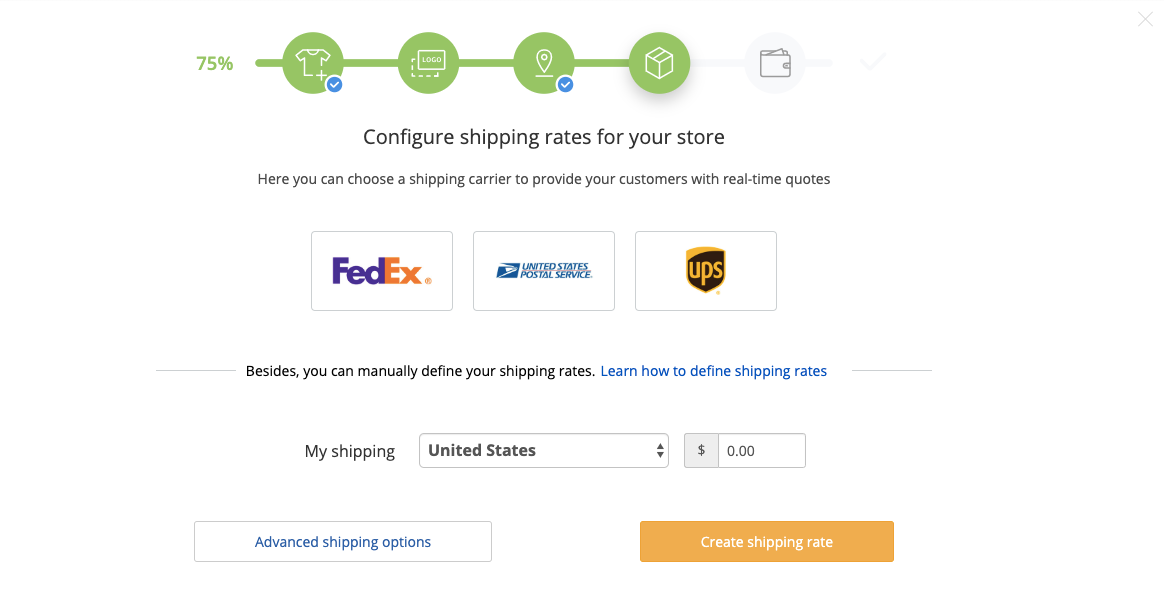 75%
LOGO
Configure shipping rates for your store
Here you can choose a shipping carrier to provide your customers with real-time quotes
FedEx®
UNITED STATES
POSTAL SERVICE
ups
Besides, you can manually define your shipping rates. Learn how to define shipping rates
My shipping United States $ 0.00
Advanced shipping options Create shipping rate